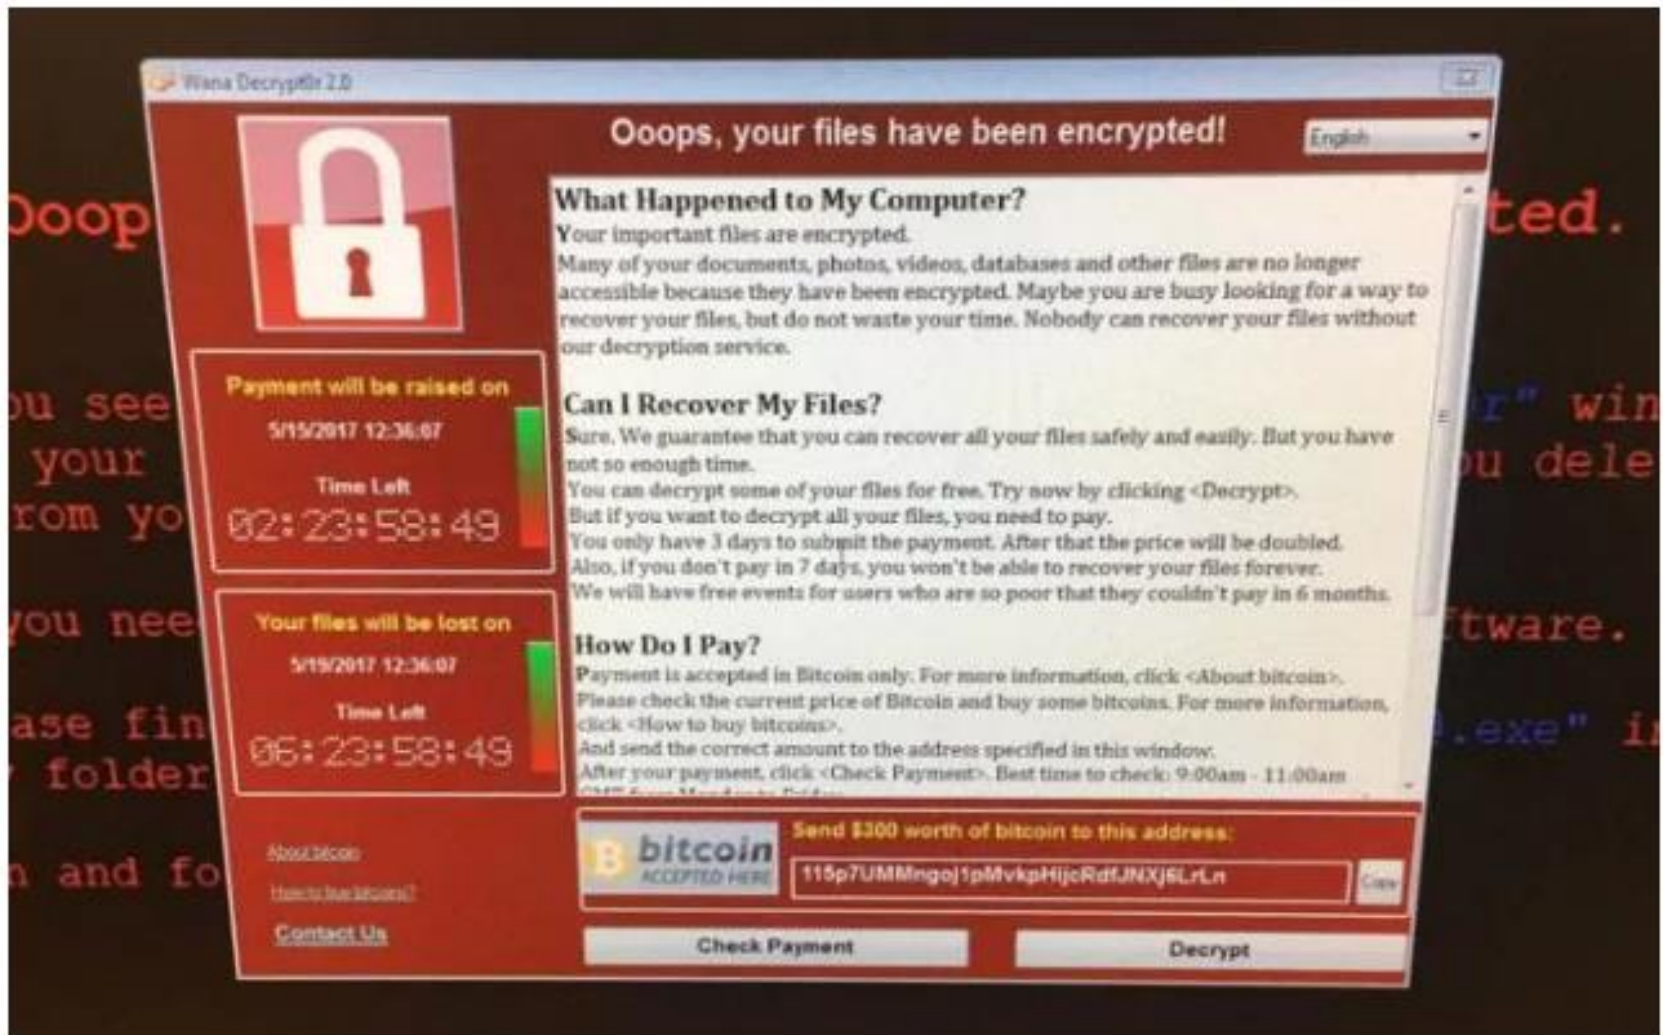 Wana Decrypt0r 2.0
Ooops, your files have been encrypted!
English
What Happened to My Computer?
Your important files are encrypted.
Many of your documents, photos, videos, databases and other files are no longer
accessible because they have been encrypted. Maybe you are busy looking for a way to
recover your files, but do not waste your time. Nobody can recover your files without
our decryption service.
Can I Recover My Files?
Sure. We guarantee that you can recover all your files safely and easily. But you have
not so enough time.
You can decrypt some of your files for free. Try now by clicking <Decrypt>.
But if you want to decrypt all your files, you need to pay.
You only have 3 days to submit the payment. After that the price will be doubled.
Also, if you don't pay in 7 days, you won't be able to recover your files forever.
We will have free events for users who are so poor that they couldn't pay in 6 months.
How Do I Pay?
Payment is accepted in Bitcoin only. For more information, click <About bitcoin>.
Please check the current price of Bitcoin and buy some bitcoins. For more information,
click <How to buy bitcoins>.
And send the correct amount to the address specified in this window.
After your payment, click <Check Payment>. Best time to check: 9:00am - 11:00am
Payment will be raised on
5/15/2017 12:36:07
Time Left
02:23:58:49
Your files will be lost on
5/19/2017 12:36:07
Time Left
06:23:58:49
About bitcoin
How to buy bitcoins?
Contact Us
bitcoin
ACCEPTED HERE
Send $300 worth of bitcoin to this address:
115p7UMMngoj1pMvkpHijcRdfJNXj6LrLn
Copy
Check Payment
Decrypt
Ooop ted.
ou see r" win
your ou dele
rom yo
you nee tware.
ase fin .exe" i
folder
n and fo